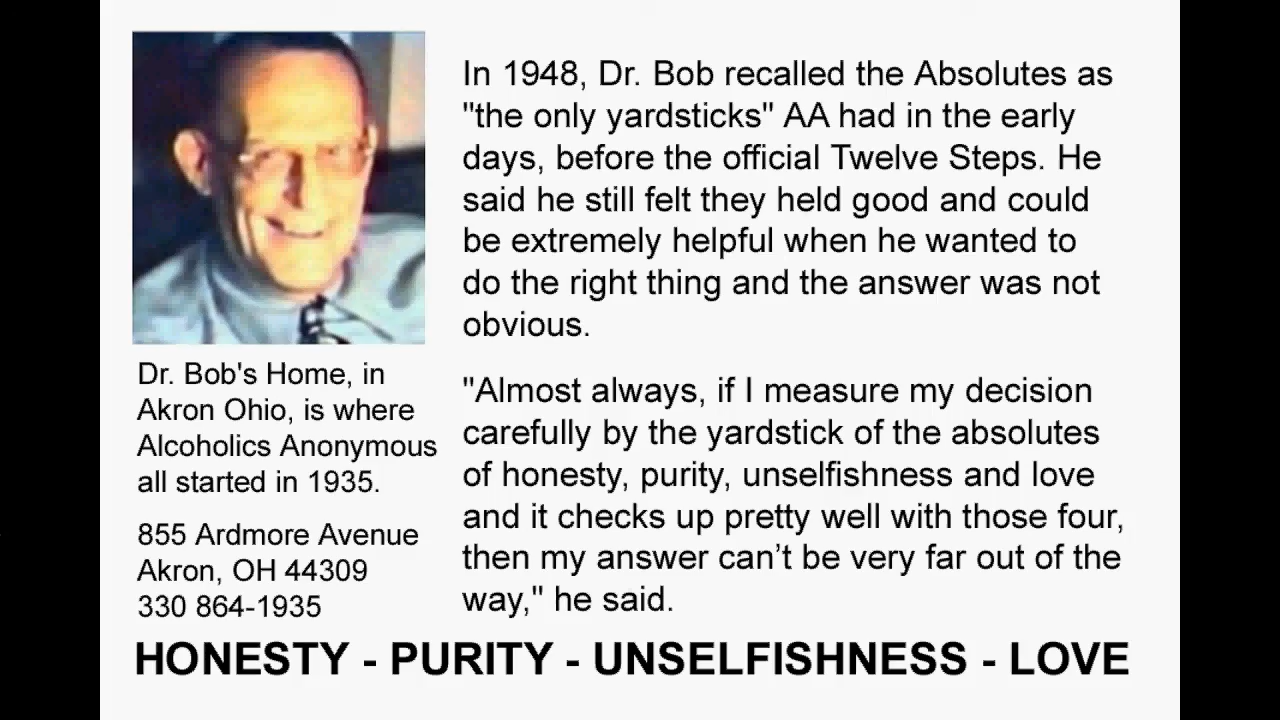 Dr. Bob's Home, in
Akron Ohio, is where
Alcoholics Anonymous
all started in 1935.
855 Ardmore Avenue
Akron, OH 44309
330 864-1935
In 1948, Dr. Bob recalled the Absolutes as
"the only yardsticks" AA had in the early
days, before the official Twelve Steps. He
said he still felt they held good and could
be extremely helpful when he wanted to
do the right thing and the answer was not
obvious.
"Almost always, if I measure my decision
carefully by the yardstick of the absolutes
of honesty, purity, unselfishness and love
and it checks up pretty well with those four,
then my answer can’t be very far out of the
way," he said.
HONESTY - PURITY - UNSELFISHNESS - LOVE